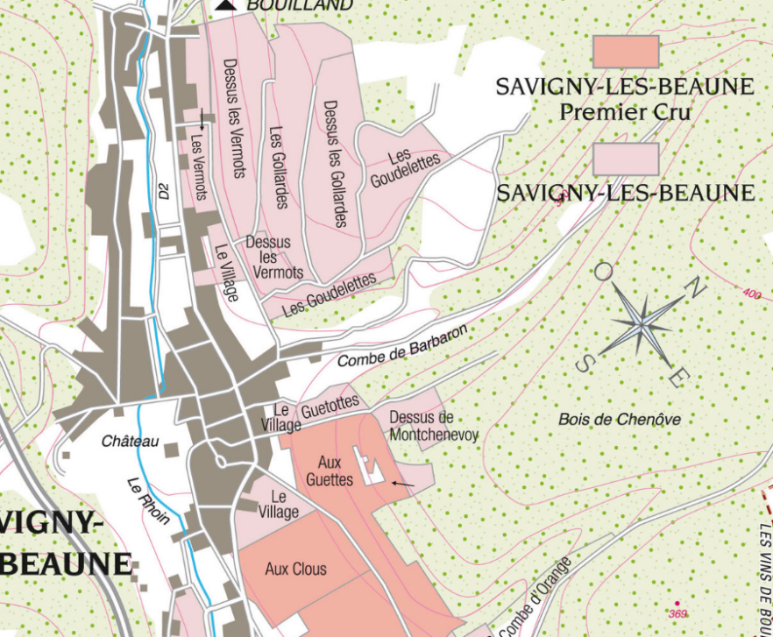 BOUILLAND
SAVIGNY-LES-BEAUNE
Premier Cru
SAVIGNY-LES-BEAUNE
Les Vermots
Dessus les Vermots
Les Gollardes
Dessus les Gollardes
Les
Goudelettes
D2
Le Village
Dessus
les
Vermots
Les Goudelettes
O
N
S
E
400
Combe de Barbaron
Le
Village
Guetottes
Dessus de
Montchenevoy
Bois de Chenôve
Château
Aux
Guettes
Le Rhoin
Le
Village
VIGNY-
BEAUNE
Aux Clous
Combe d'Orange
369
LES VINS DE BOU